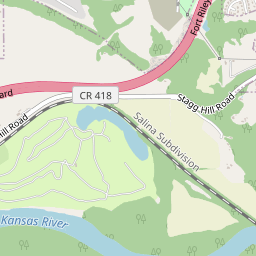 Fort Riley
ard
CR 418
Stagg Hill Road
Hill Road
Salina Subdivision
Kansas River